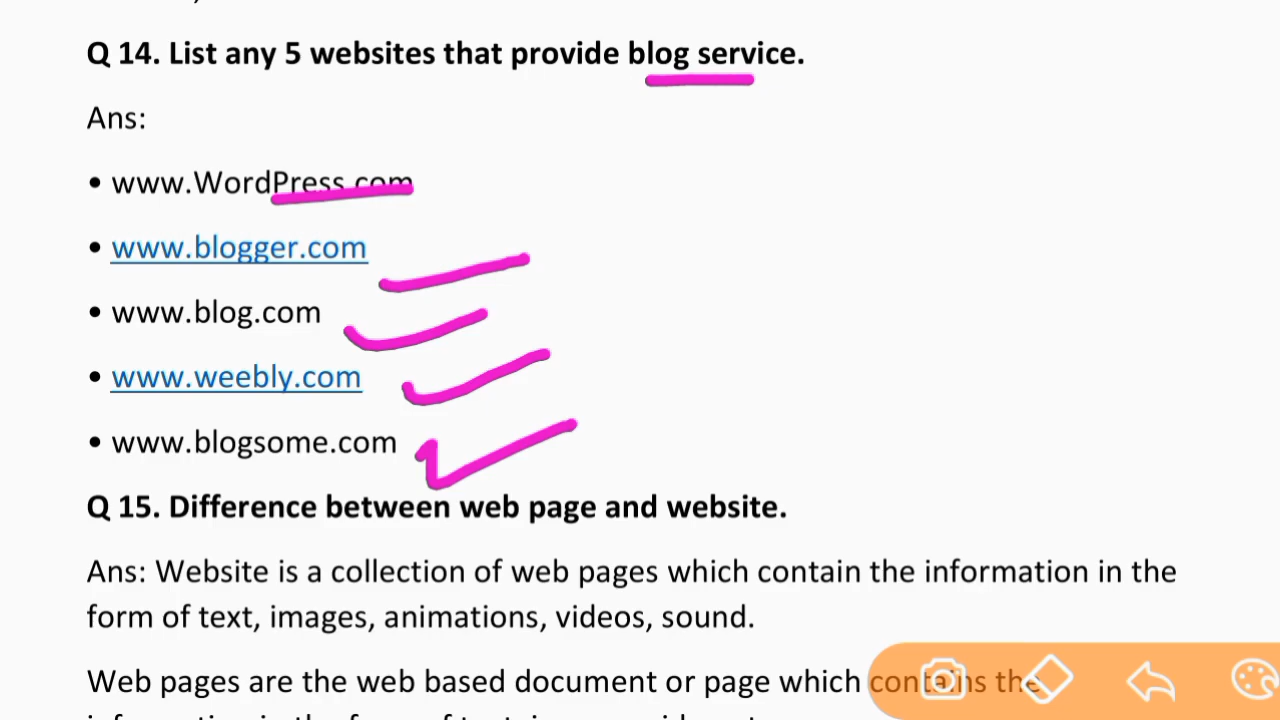 Q 14. List any 5 websites that provide blog service.
Ans:
• www.WordPress.com
• www.blogger.com
• www.blog.com
• www.weebly.com
• www.blogsome.com
Q 15. Difference between web page and website.
Ans: Website is a collection of web pages which contain the information in the
form of text, images, animations, videos, sound.
Web pages are the web based document or page which contains the